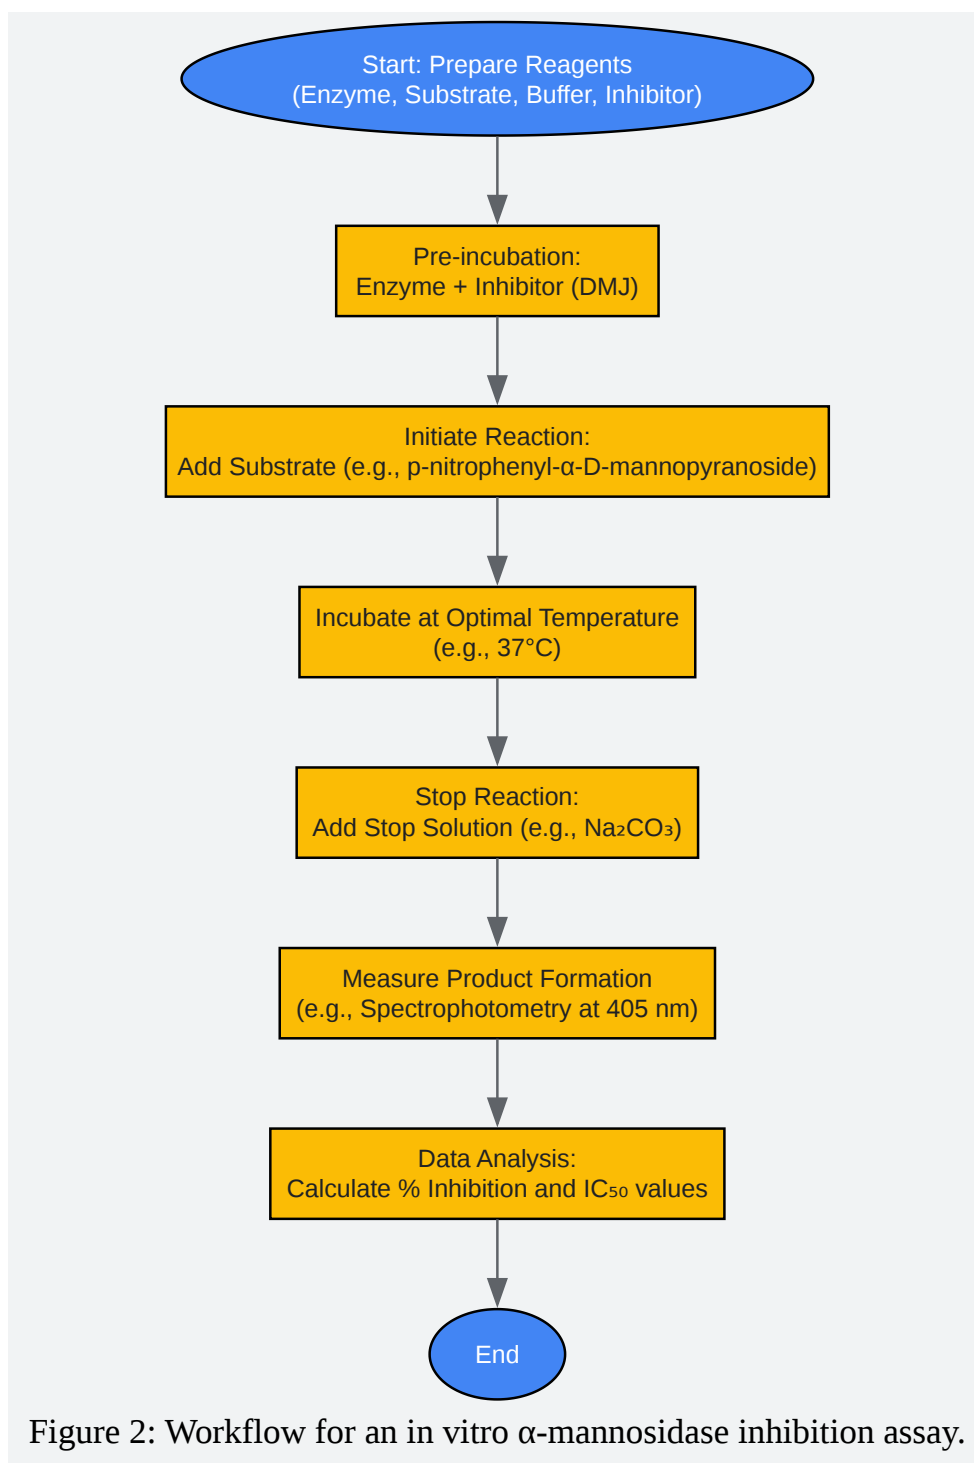 Start: Prepare Reagents
(Enzyme, Substrate, Buffer, Inhibitor)
Pre-incubation:
Enzyme + Inhibitor (DMJ)
Initiate Reaction:
Add Substrate (e.g., p-nitrophenyl-α-D-mannopyranoside)
Incubate at Optimal Temperature
(e.g., 37°C)
Stop Reaction:
Add Stop Solution (e.g., Na₂CO₃)
Measure Product Formation
(e.g., Spectrophotometry at 405 nm)
Data Analysis:
Calculate % Inhibition and IC₅₀ values
End
Figure 2: Workflow for an in vitro α-mannosidase inhibition assay.